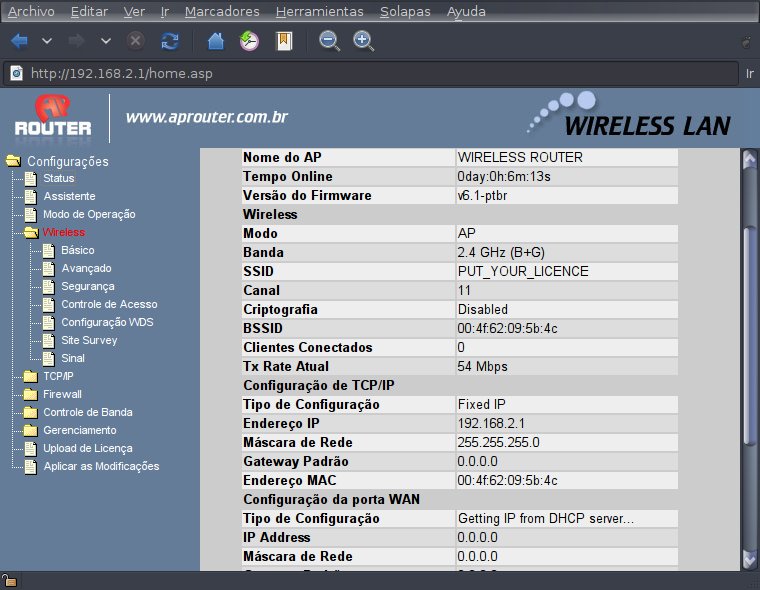 Archivo Editar Ver Ir Marcadores Herramientas Solapas Ayuda
http://192.168.2.1/home.asp Ir
AP ROUTER www.aprouter.com.br WIRELESS LAN
Configurações
Status
Assistente
Modo de Operação
Wireless
Básico
Avançado
Segurança
Controle de Acesso
Configuração WDS
Site Survey
Sinal
TCP/IP
Firewall
Controle de Banda
Gerenciamento
Upload de Licença
Aplicar as Modificações
Nome do AP WIRELESS ROUTER
Tempo Online 0day:0h:6m:13s
Versão do Firmware v6.1-ptbr
Wireless
Modo AP
Banda 2.4 GHz (B+G)
SSID PUT_YOUR_LICENCE
Canal 11
Criptografia Disabled
BSSID 00:4f:62:09:5b:4c
Clientes Conectados 0
Tx Rate Atual 54 Mbps
Configuração de TCP/IP
Tipo de Configuração Fixed IP
Endereço IP 192.168.2.1
Máscara de Rede 255.255.255.0
Gateway Padrão 0.0.0.0
Endereço MAC 00:4f:62:09:5b:4c
Configuração da porta WAN
Tipo de Configuração Getting IP from DHCP server...
IP Address 0.0.0.0
Máscara de Rede 0.0.0.0